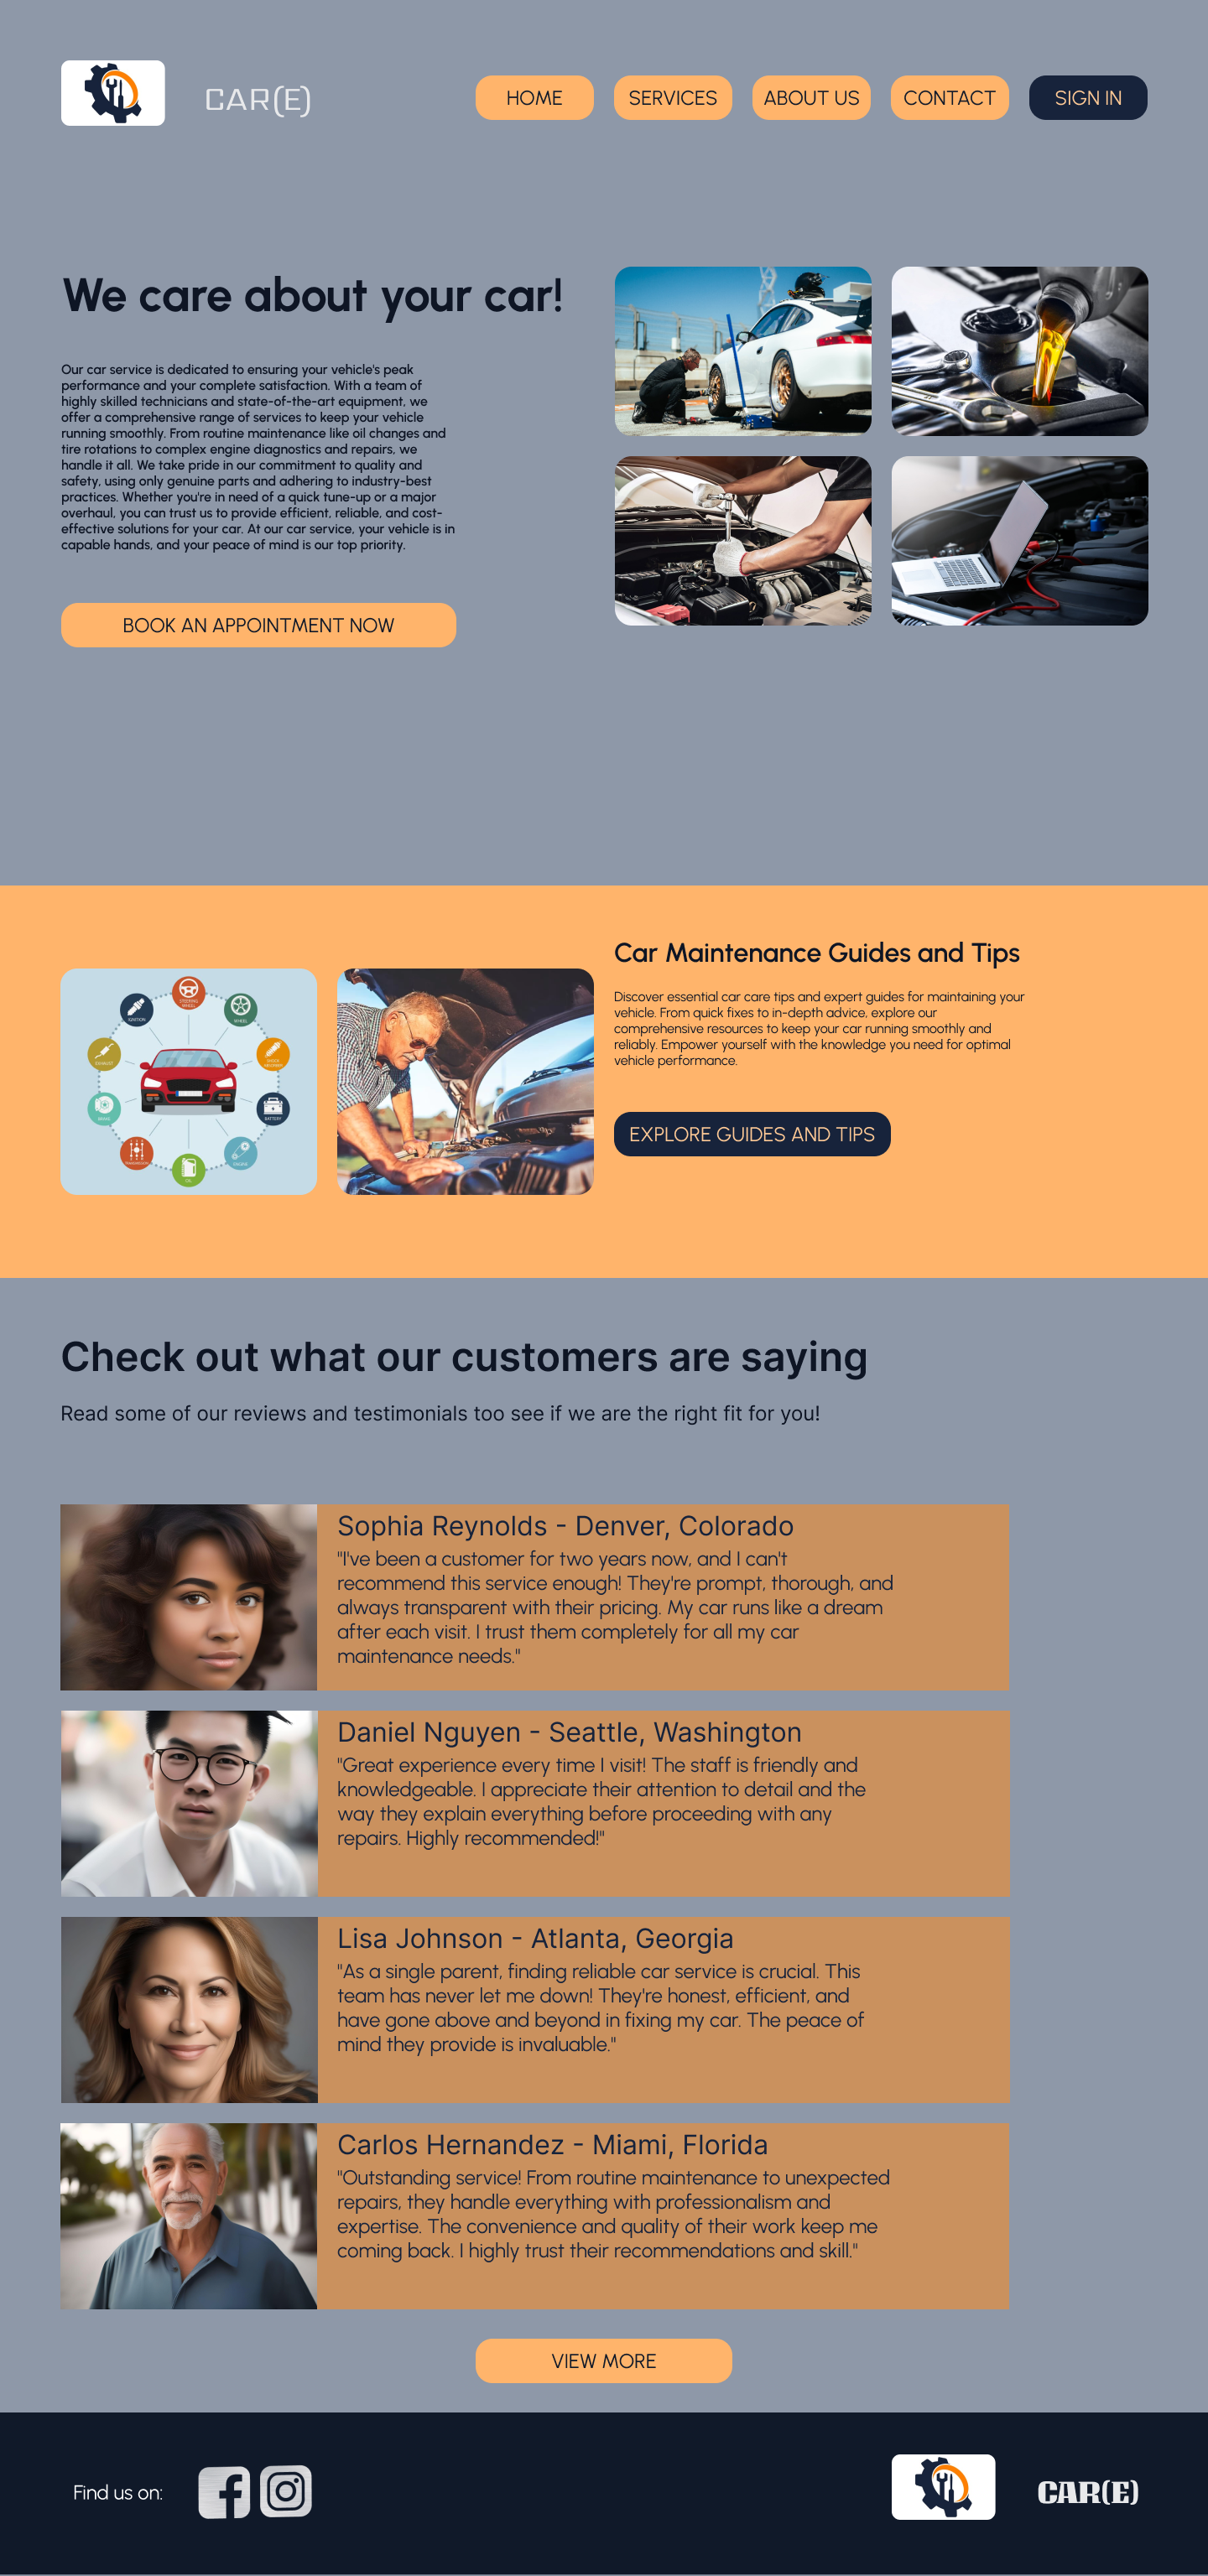 CAR(E)
HOME
SERVICES
ABOUT US
CONTACT
SIGN IN
We care about your car!
Our car service is dedicated to ensuring your vehicle's peak
performance and your complete satisfaction. With a team of
highly skilled technicians and state-of-the-art equipment, we
offer a comprehensive range of services to keep your vehicle
running smoothly. From routine maintenance like oil changes and
tire rotations to complex engine diagnostics and repairs, we
handle it all. We take pride in our commitment to quality and
safety, using only genuine parts and adhering to industry-best
practices. Whether you're in need of a quick tune-up or a major
overhaul, you can trust us to provide efficient, reliable, and cost-
effective solutions for your car. At our car service, your vehicle is in
capable hands, and your peace of mind is our top priority.
BOOK AN APPOINTMENT NOW
STEERING
WHEEL
IGNITION
WHEEL
EXHAUST
BATTERY
ENGINE
OIL
Car Maintenance Guides and Tips
Discover essential car care tips and expert guides for maintaining your
vehicle. From quick fixes to in-depth advice, explore our
comprehensive resources to keep your car running smoothly and
reliably. Empower yourself with the knowledge you need for optimal
vehicle performance.
EXPLORE GUIDES AND TIPS
Check out what our customers are saying
Read some of our reviews and testimonials too see if we are the right fit for you!
Sophia Reynolds - Denver, Colorado
"I've been a customer for two years now, and I can't
recommend this service enough! They're prompt, thorough, and
always transparent with their pricing. My car runs like a dream
after each visit. I trust them completely for all my car
maintenance needs."
Daniel Nguyen - Seattle, Washington
"Great experience every time I visit! The staff is friendly and
knowledgeable. I appreciate their attention to detail and the
way they explain everything before proceeding with any
repairs. Highly recommended!"
Lisa Johnson - Atlanta, Georgia
"As a single parent, finding reliable car service is crucial. This
team has never let me down! They're honest, efficient, and
have gone above and beyond in fixing my car. The peace of
mind they provide is invaluable."
Carlos Hernandez - Miami, Florida
"Outstanding service! From routine maintenance to unexpected
repairs, they handle everything with professionalism and
expertise. The convenience and quality of their work keep me
coming back. I highly trust their recommendations and skill."
VIEW MORE
Find us on:
CAR(E)